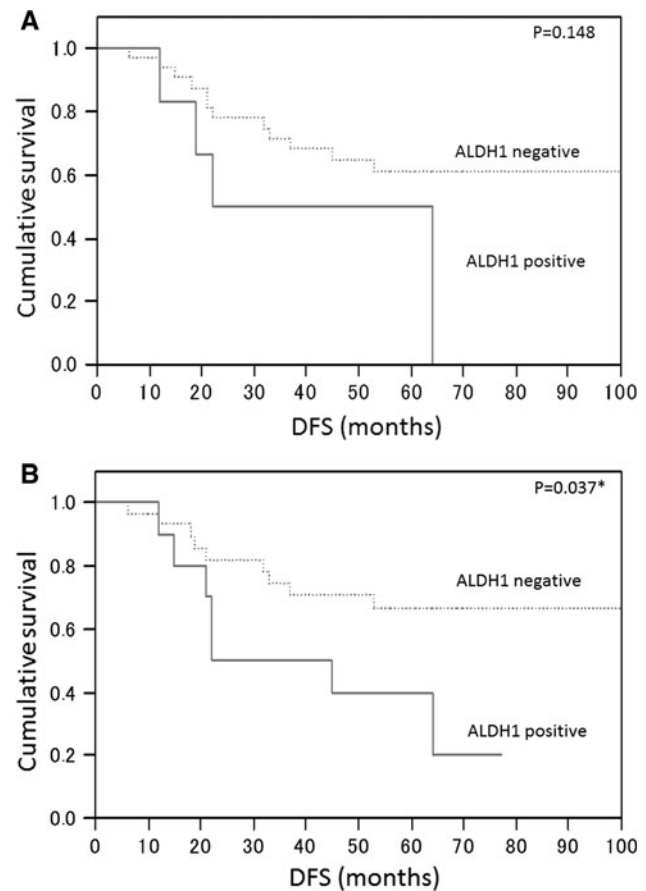 A
P=0.148
1.0
0.8
0.6
0.4
0.2
0.0
Cumulative survival
ALDH1 negative
ALDH1 positive
0 10 20 30 40 50 60 70 80 90 100
DFS (months)
B
P=0.037*
1.0
0.8
0.6
0.4
0.2
0.0
Cumulative survival
ALDH1 negative
ALDH1 positive
0 10 20 30 40 50 60 70 80 90 100
DFS (months)